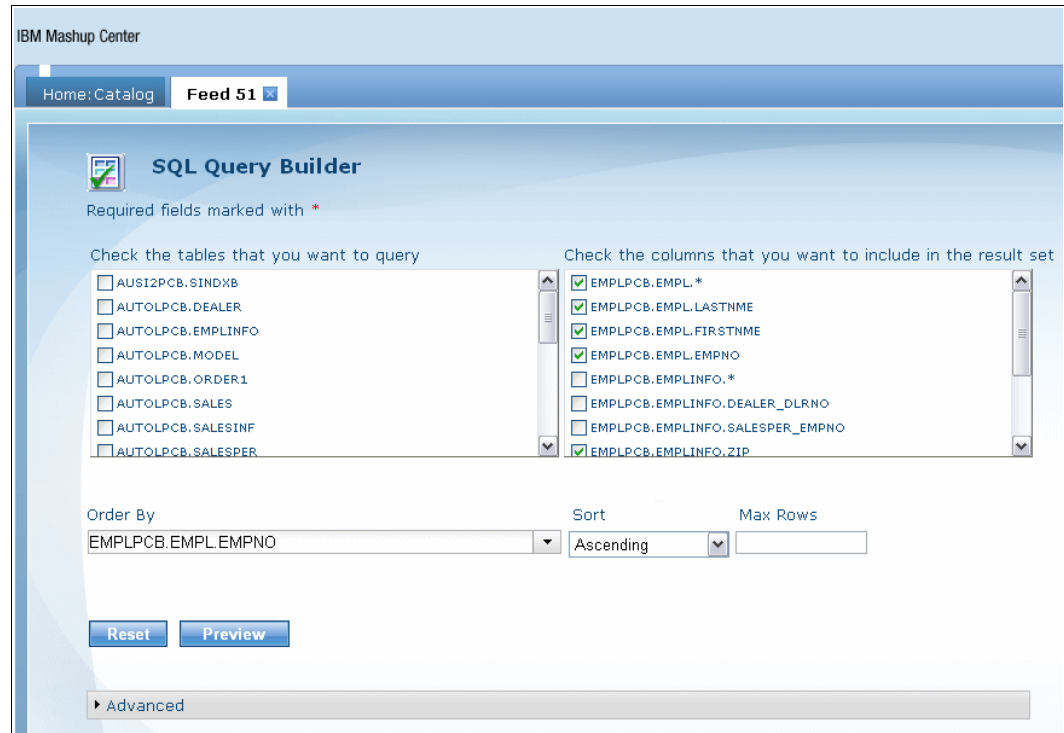 IBM Mashup Center
Home:Catalog
Feed 51
SQL Query Builder
Required fields marked with *
Check the tables that you want to query
AUSI2PCB.SINDXB
AUTOLPCB.DEALER
AUTOLPCB.EMPLINFO
AUTOLPCB.MODEL
AUTOLPCB.ORDER1
AUTOLPCB.SALES
AUTOLPCB.SALESINF
AUTOLPCB.SALESPER
Check the columns that you want to include in the result set
EMPLPCB.EMPL.*
EMPLPCB.EMPL.LASTNME
EMPLPCB.EMPL.FIRSTNME
EMPLPCB.EMPL.EMPNO
EMPLPCB.EMPLINFO.*
EMPLPCB.EMPLINFO.DEALER_DLRNO
EMPLPCB.EMPLINFO.SALESPER_EMPNO
EMPLPCB.EMPLINFO.ZIP
Order By
EMPLPCB.EMPL.EMPNO
Sort
Ascending
Max Rows
Reset
Preview
Advanced